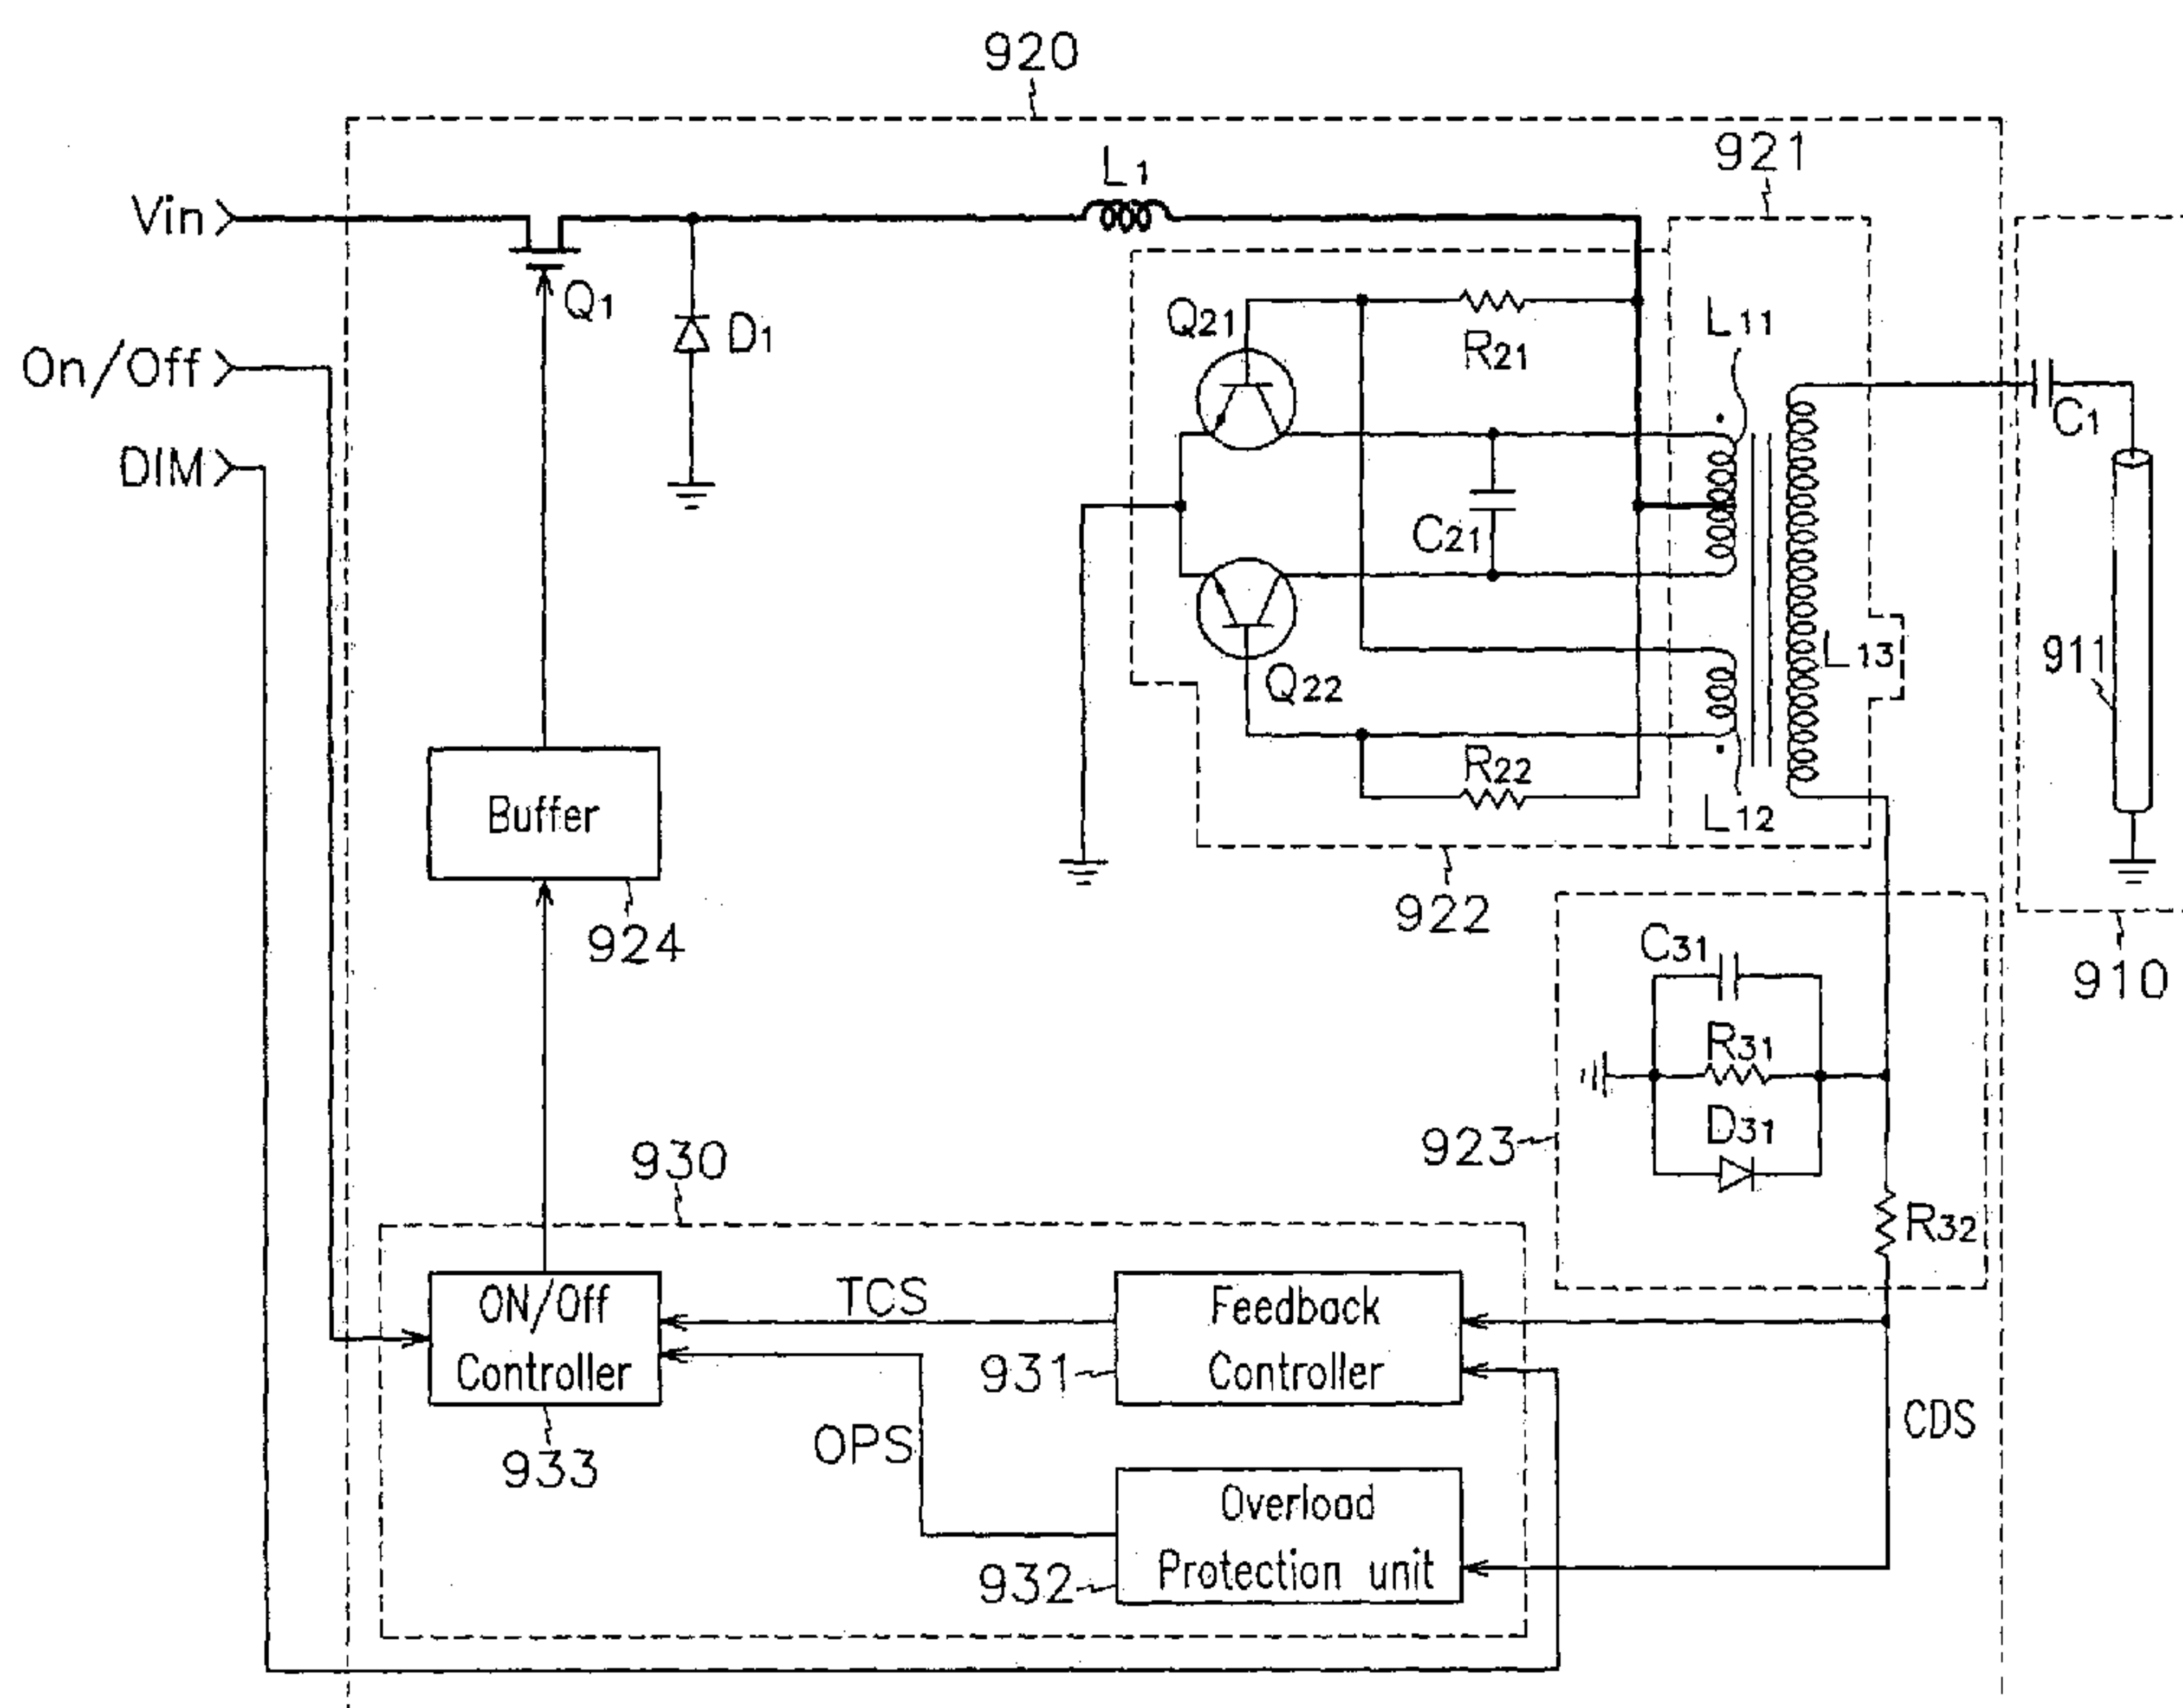 920
921
L1
Vin
Q1
D1
On/Off
DIM
Q21
R21
L11
C1
C21
911
L13
Q22
R22
L12
Buffer
924
922
910
C31
R31
D31
923
R32
930
ON/Off
Controller
933
TCS
OPS
Feedback
Controller
931
CDS
Overload
Protection unit
932